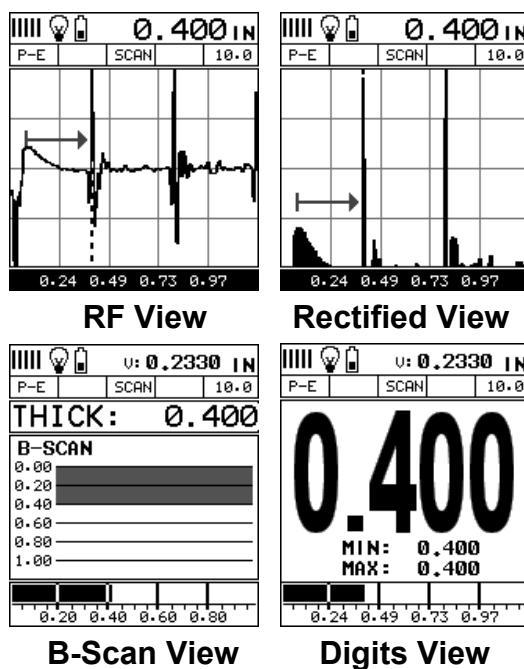 0.400 IN
P-E SCAN 10.0
0.24 0.49 0.73 0.97
RF View
0.400 IN
P-E SCAN 10.0
0.24 0.49 0.73 0.97
Rectified View
V: 0.2330 IN
P-E SCAN 10.0
THICK: 0.400
B-SCAN
0.00
0.20
0.40
0.60
0.80
1.00
0.20 0.40 0.60 0.80
B-Scan View
V: 0.2330 IN
P-E SCAN 10.0
0.400
MIN: 0.400
MAX: 0.400
0.24 0.49 0.73 0.97
Digits View